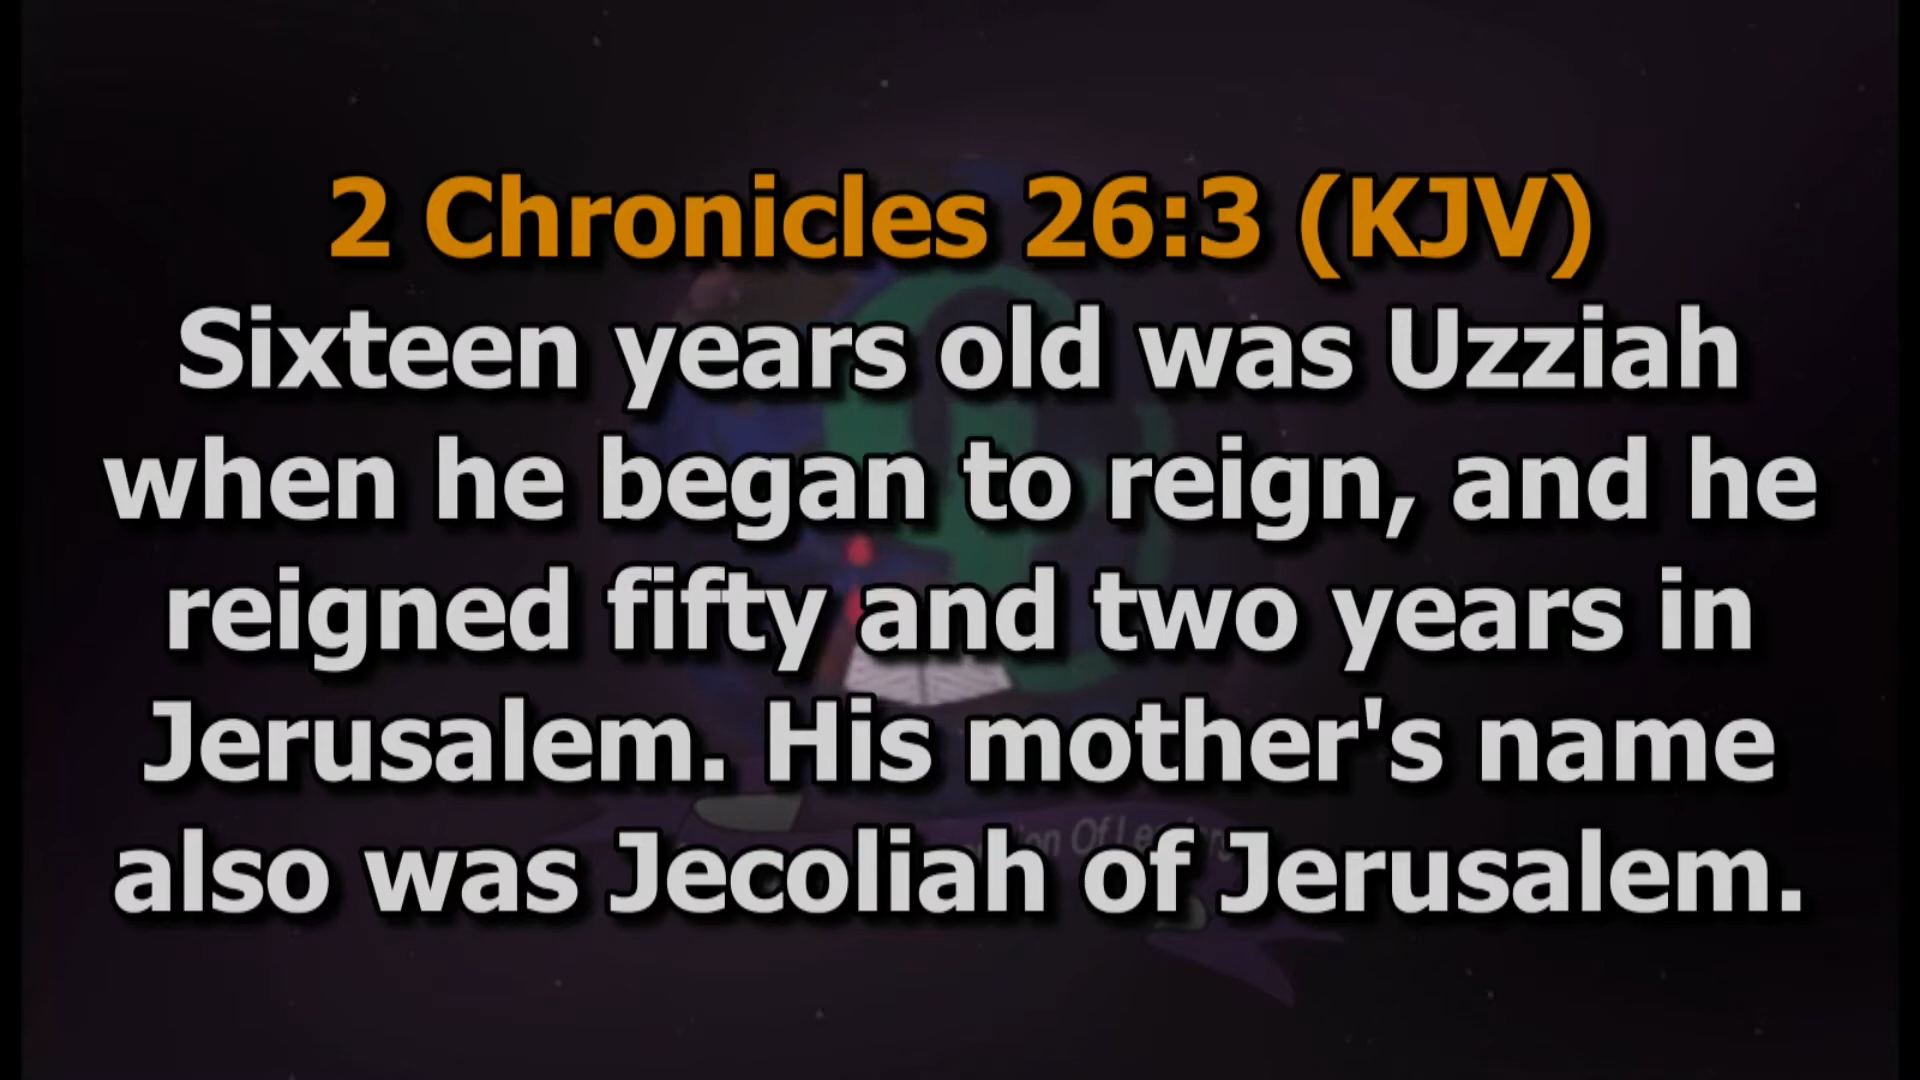 2 Chronicles 26:3 (KJV)
Sixteen years old was Uzziah
when he began to reign, and he
reigned fifty and two years in
Jerusalem. His mother's name
also was Jecoliah of Jerusalem.
Of